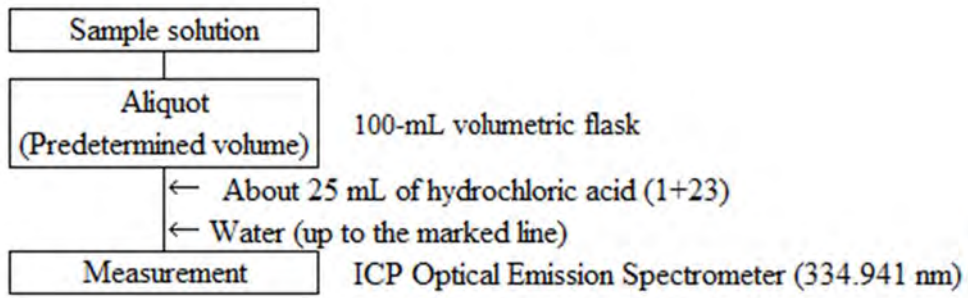 Sample solution
Aliquot
(Predetermined volume)
100-mL volumetric flask
← About 25 mL of hydrochloric acid (1+23)
← Water (up to the marked line)
Measurement
ICP Optical Emission Spectrometer (334.941 nm)